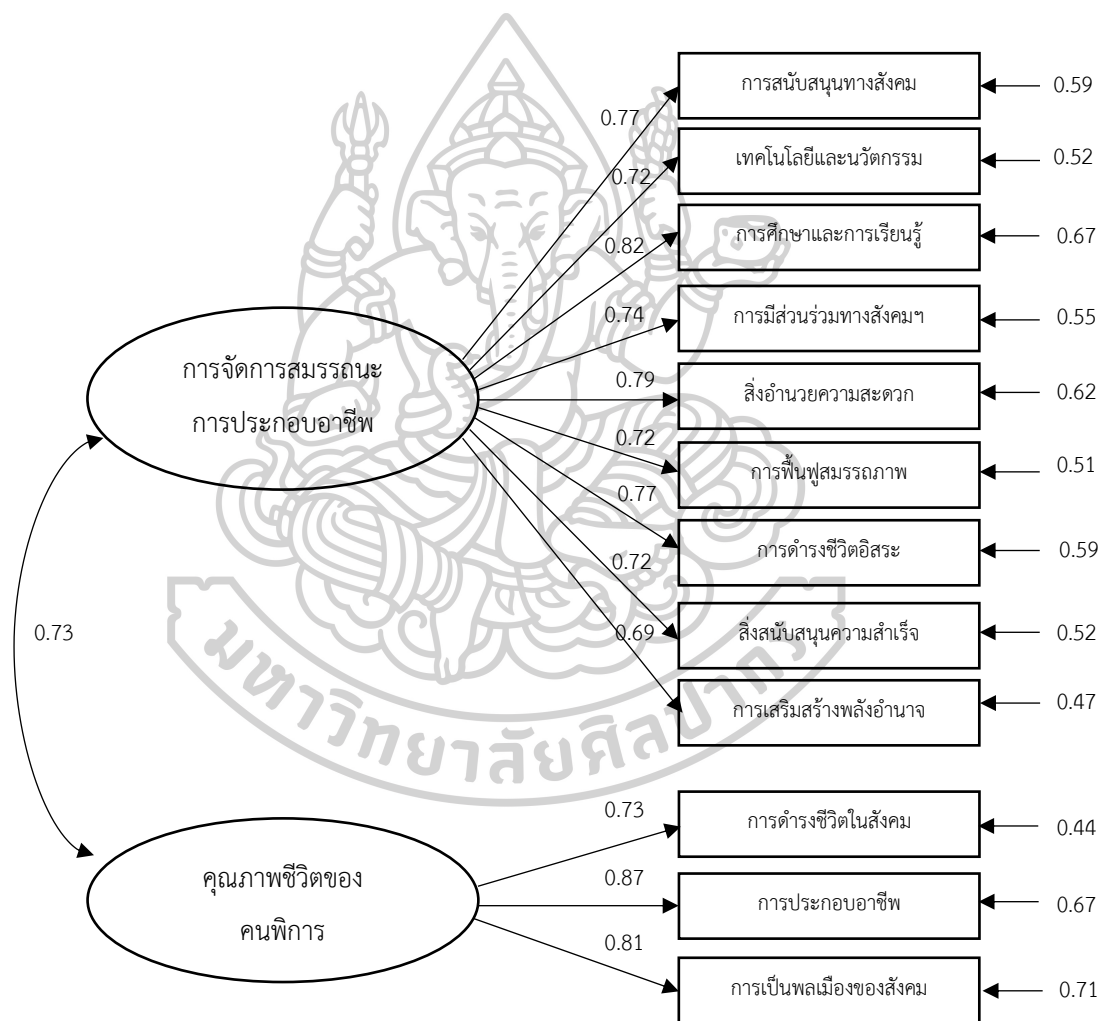 การสนับสนุนทางสังคม
0.59
0.77
เทคโนโลยีและนวัตกรรม
0.52
0.72
การศึกษาและการเรียนรู้
0.67
0.82
การมีส่วนร่วมทางสังคมฯ
0.55
0.74
การจัดการสมรรถนะ
การประกอบอาชีพ
สิ่งอำนวยความสะดวก
0.62
0.79
การฟื้นฟูสมรรถภาพ
0.51
0.72
การดำรงชีวิตอิสระ
0.59
0.77
สิ่งสนับสนุนความสำเร็จ
0.52
0.72
การเสริมสร้างพลังอำนาจ
0.47
0.69
0.73
มหาวิทยาลัยศิลปากร
การดำรงชีวิตในสังคม
0.44
0.73
คุณภาพชีวิตของ
คนพิการ
การประกอบอาชีพ
0.67
0.87
การเป็นพลเมืองของสังคม
0.71
0.81